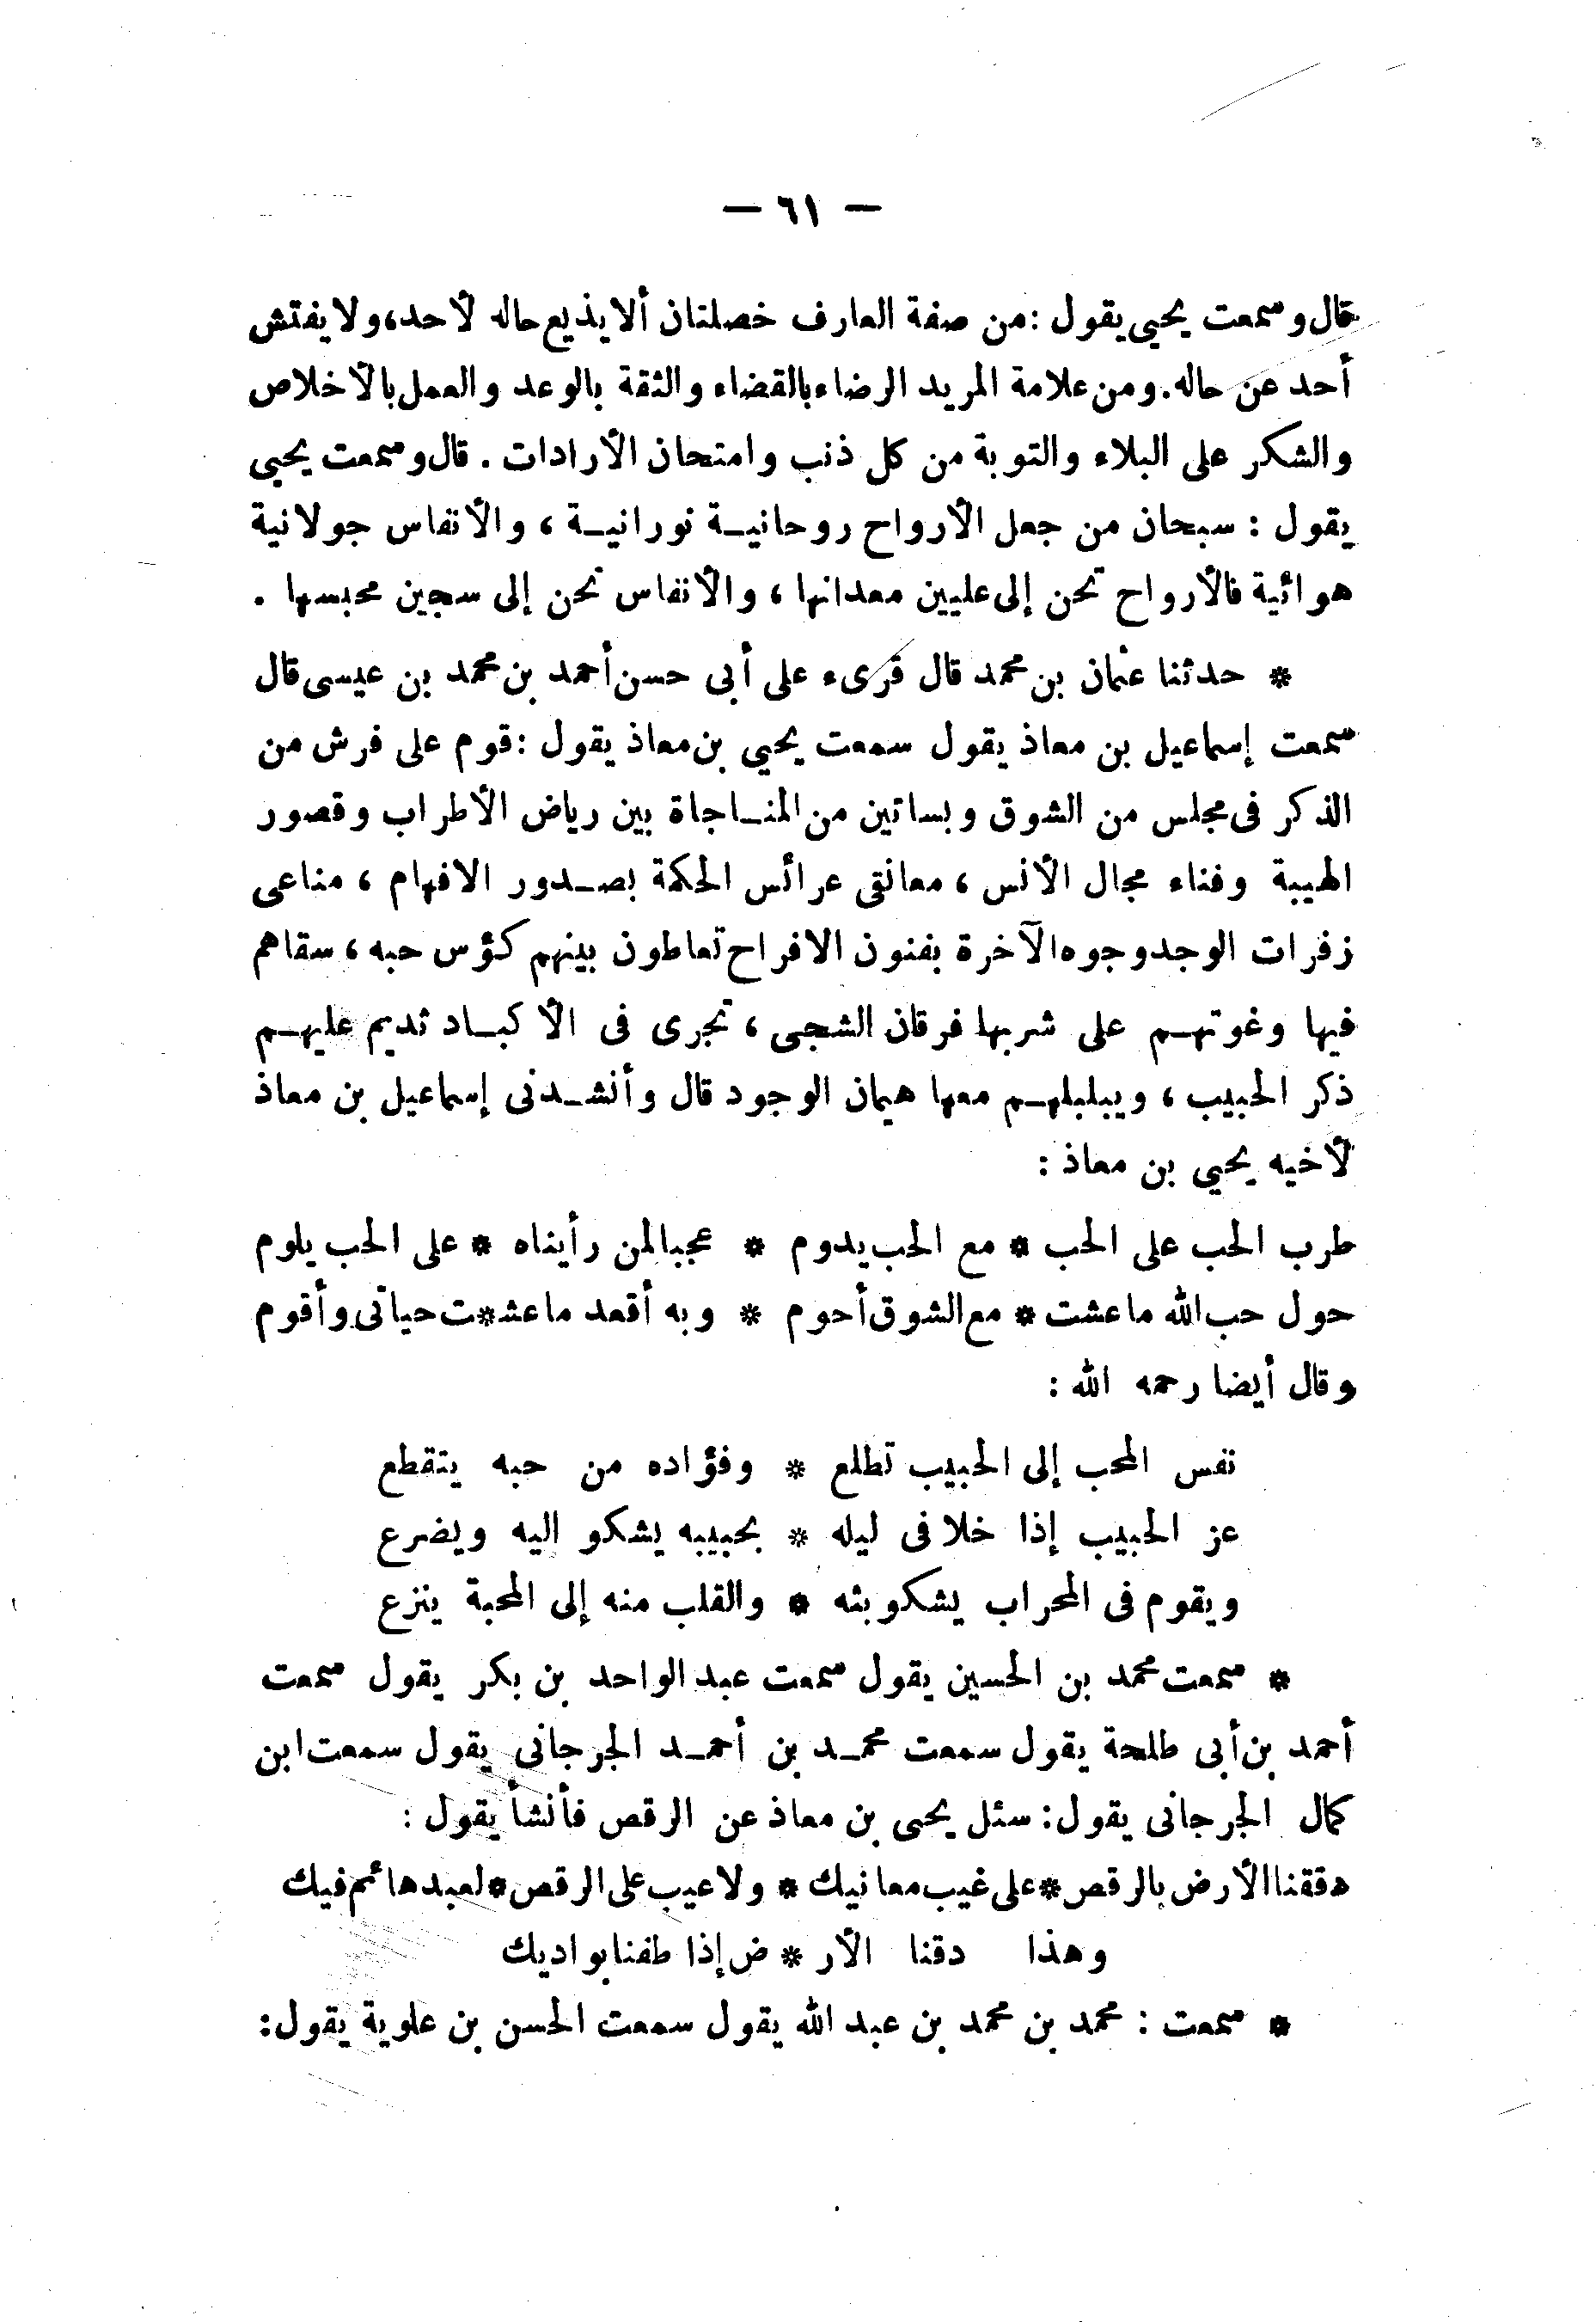 — ٦١ —
قال وسمعت يحيى يقول : من صفة العارف خصلتان ألا يذيع حاله لأحد، ولا يفتش
أحد عن حاله. ومن علامة المريد الرضاء بالقضاء والثقة بالوعد والعمل بالأخلاص
والشكر على البلاء والتوبة من كل ذنب وامتحان الأرادات . قال وسمعت يحيى
يقول : سبحان من جعل الأرواح روحانية نورانية ، والأنفاس جولانية
هوائية فالأرواح تحن إلى عليين معدانها ، والأنفاس تحن إلى سجين محبسها .
* حدثنا عثمان بن محمد قال قرىء على أبى حسن أحمد بن محمد بن عيسى قال
سمعت إسماعيل بن معاذ يقول سمعت يحيي بن معاذ يقول : قوم على فرش من
الذكر فى مجلس من الشوق وبساتين من المناجاة بين رياض الأطراب وقصور
الهيبة وفناء مجال الأنس ، معانقى عرائس الحكمة بصدور الافهام ، مناعى
زفرات الوجد وجوه الآخرة بفنون الافراح تعاطون بينهم كؤس حبه ، سقاهم
فيها وغوتهم على شربها فرقان الشجى ، تجرى فى الأكباد تديم عليهم
ذكر الحبيب ، ويبلبلهم معها هيمان الوجود قال وأنشدنى إسماعيل بن معاذ
لأخيه يحيي بن معاذ :
طرب الحب على الحب * مع الحب يدوم * عجبا لمن رأيناه * على الحب يلوم
حول حب الله ما عشت * مع الشوق أحوم * وبه أقعد ما عش*ت حياتى وأقوم
وقال أيضا رحمه الله :
نفس المحب إلى الحبيب تطلع * وفؤاده من حبه يتقطع
عز الحبيب إذا خلا فى ليله * بحبيبه يشكو اليه ويضرع
ويقوم فى المحراب يشكو بثه * والقلب منه إلى المحبة ينزع
* سمعت محمد بن الحسين يقول سمعت عبد الواحد بن بكر يقول سمعت
أحمد بن أبى طلحة يقول سمعت محمد بن أحمد الجرجانى يقول سمعت ابن
كمال الجرجانى يقول : سئل يحيى بن معاذ عن الرقص فأنشأ يقول :
دققنا الأرض بالرقص * على غيب معانيك * ولا عيب على الرقص * لعبد هائم فيك
وهذا دقنا الأر * ض إذا طفنا بواديك
* سمعت : محمد بن محمد بن عبد الله يقول سمعت الحسن بن علوية يقول :